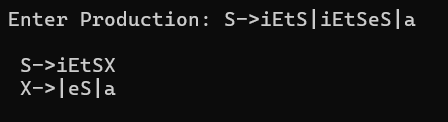 Enter Production: S->iEtS|iEtSeS|a
S->iEtSX
X->|eS|a